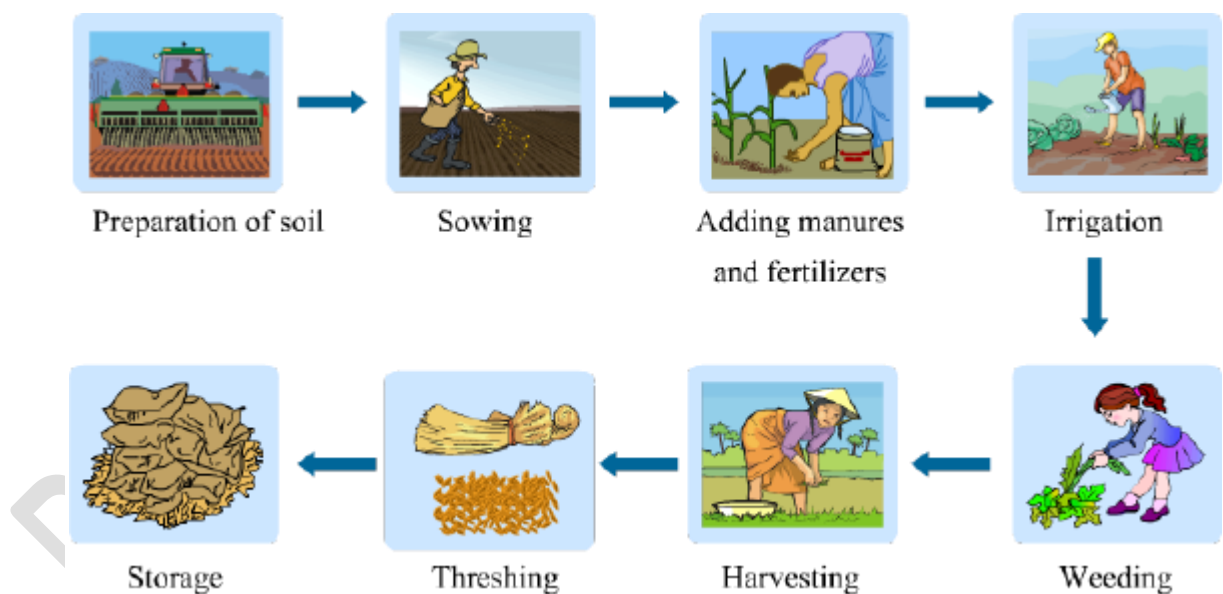 Preparation of soil
Sowing
Adding manures
and fertilizers
Irrigation
Storage
Threshing
Harvesting
Weeding